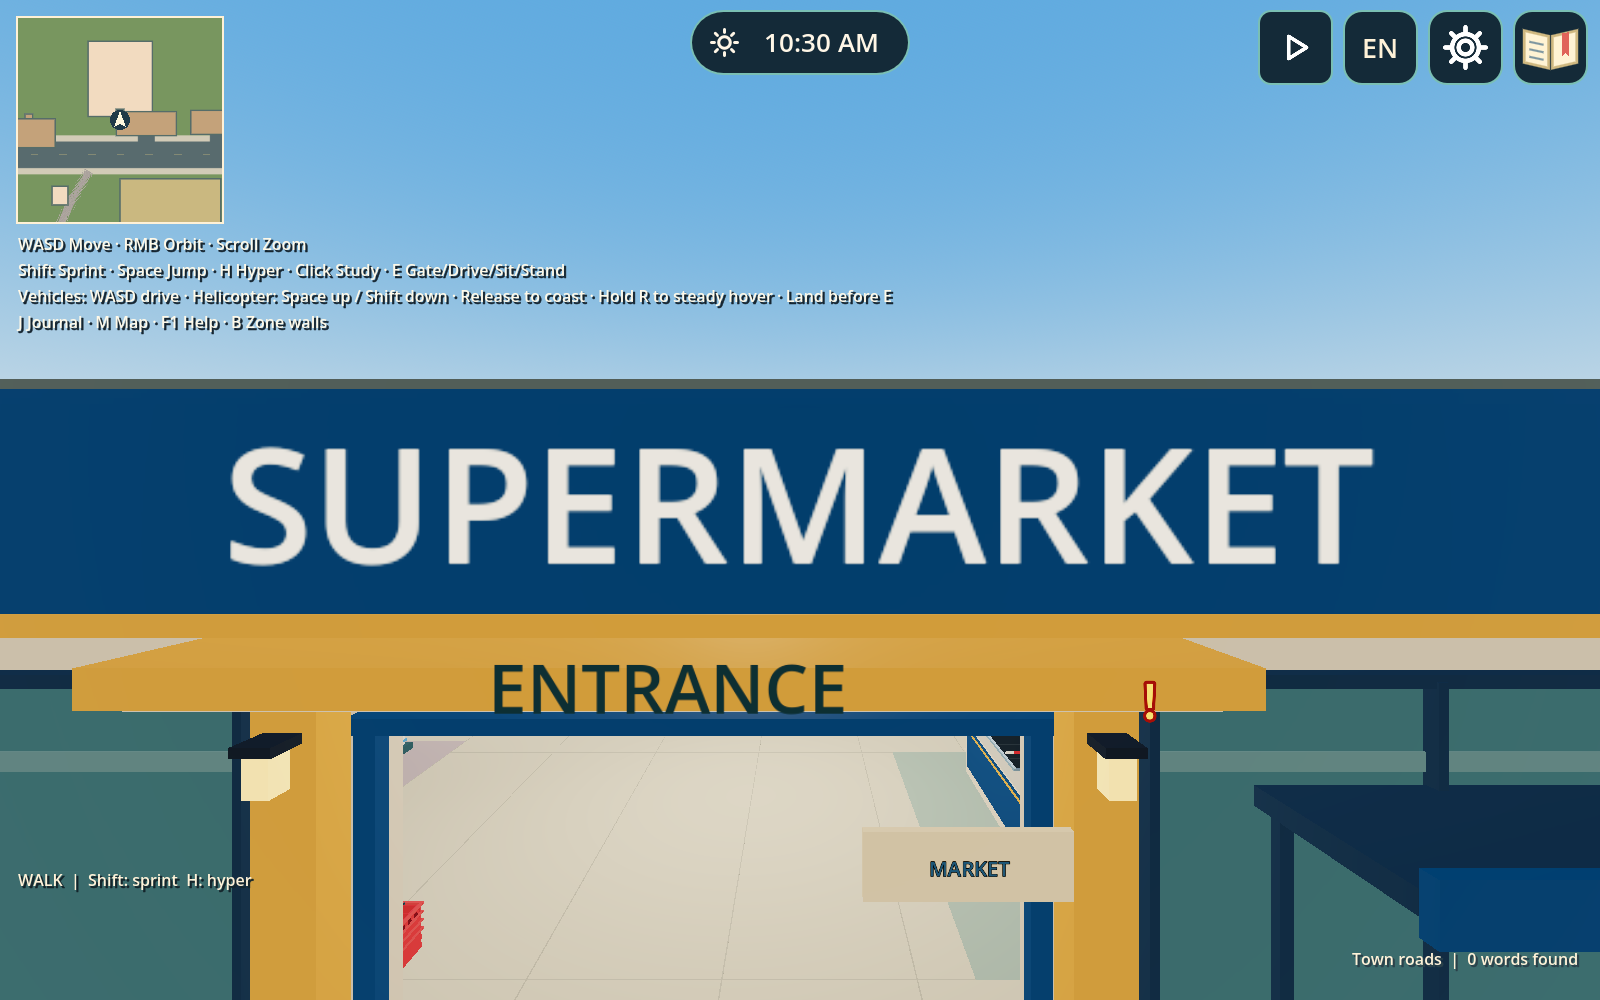 10:30 AM
EN
WASD Move · RMB Orbit · Scroll Zoom
Shift Sprint · Space Jump · H Hyper · Click Study · E Gate/Drive/Sit/Stand
Vehicles: WASD drive · Helicopter: Space up / Shift down · Release to coast · Hold R to steady hover · Land before E
J Journal · M Map · F1 Help · B Zone walls
SUPERMARKET
ENTRANCE
MARKET
WALK | Shift: sprint H: hyper
Town roads | 0 words found